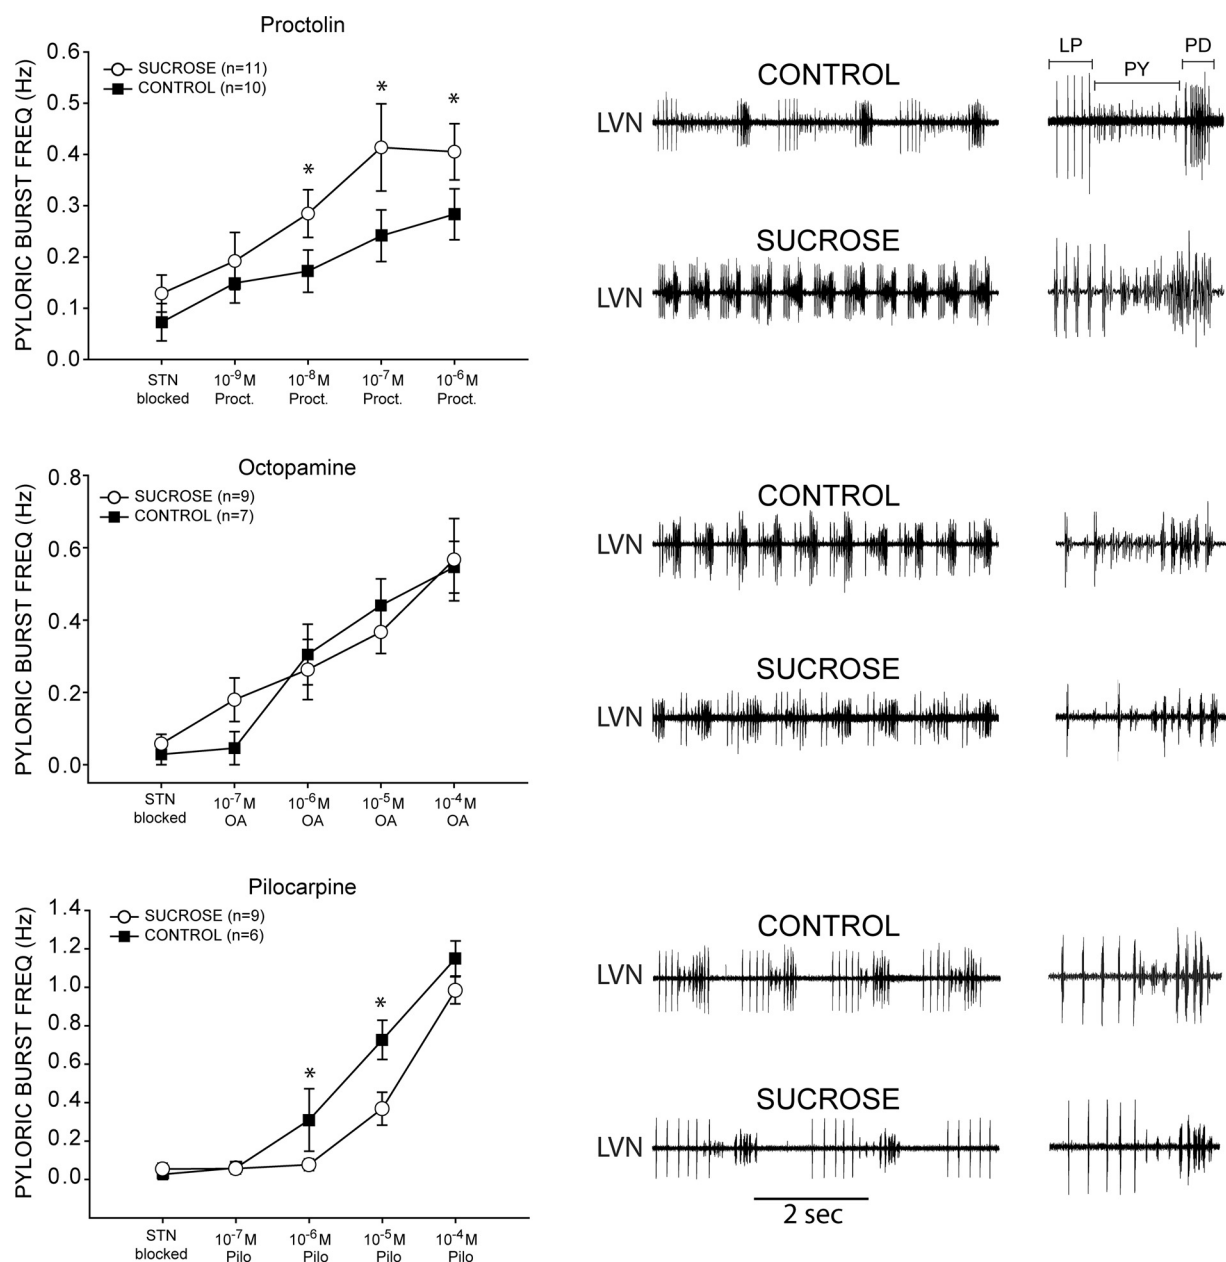 Proctolin
PYLORIC BURST FREQ (Hz)
0.6
0.5
0.4
0.3
0.2
0.1
0.0
SUCROSE (n=11)
CONTROL (n=10)
*
*
*
STN blocked
10-9M Proct.
10-8M Proct.
10-7M Proct.
10-6M Proct.
CONTROL
LVN
LP
PY
PD
SUCROSE
LVN
Octopamine
PYLORIC BURST FREQ (Hz)
0.8
0.6
0.4
0.2
0.0
SUCROSE (n=9)
CONTROL (n=7)
STN blocked
10-7M OA
10-6M OA
10-5M OA
10-4M OA
CONTROL
LVN
SUCROSE
LVN
Pilocarpine
PYLORIC BURST FREQ (Hz)
1.4
1.2
1.0
0.8
0.6
0.4
0.2
0.0
SUCROSE (n=9)
CONTROL (n=6)
*
*
STN blocked
10-7M Pilo
10-6M Pilo
10-5M Pilo
10-4M Pilo
CONTROL
LVN
SUCROSE
LVN
2 sec